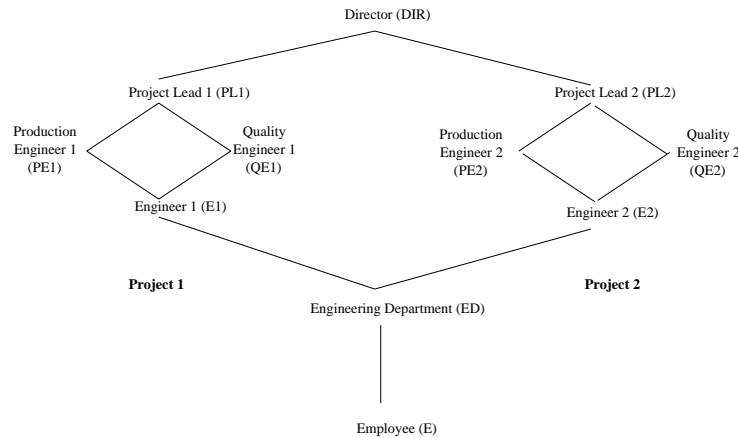 Director (DIR)
Project Lead 1 (PL1)
Project Lead 2 (PL2)
Production
Engineer 1
(PE1)
Quality
Engineer 1
(QE1)
Production
Engineer 2
(PE2)
Quality
Engineer 2
(QE2)
Engineer 1 (E1)
Engineer 2 (E2)
Project 1
Project 2
Engineering Department (ED)
Employee (E)